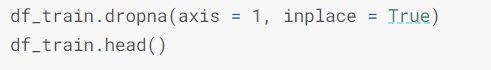 df_train.dropna(axis = 1, inplace = True)
df_train.head()